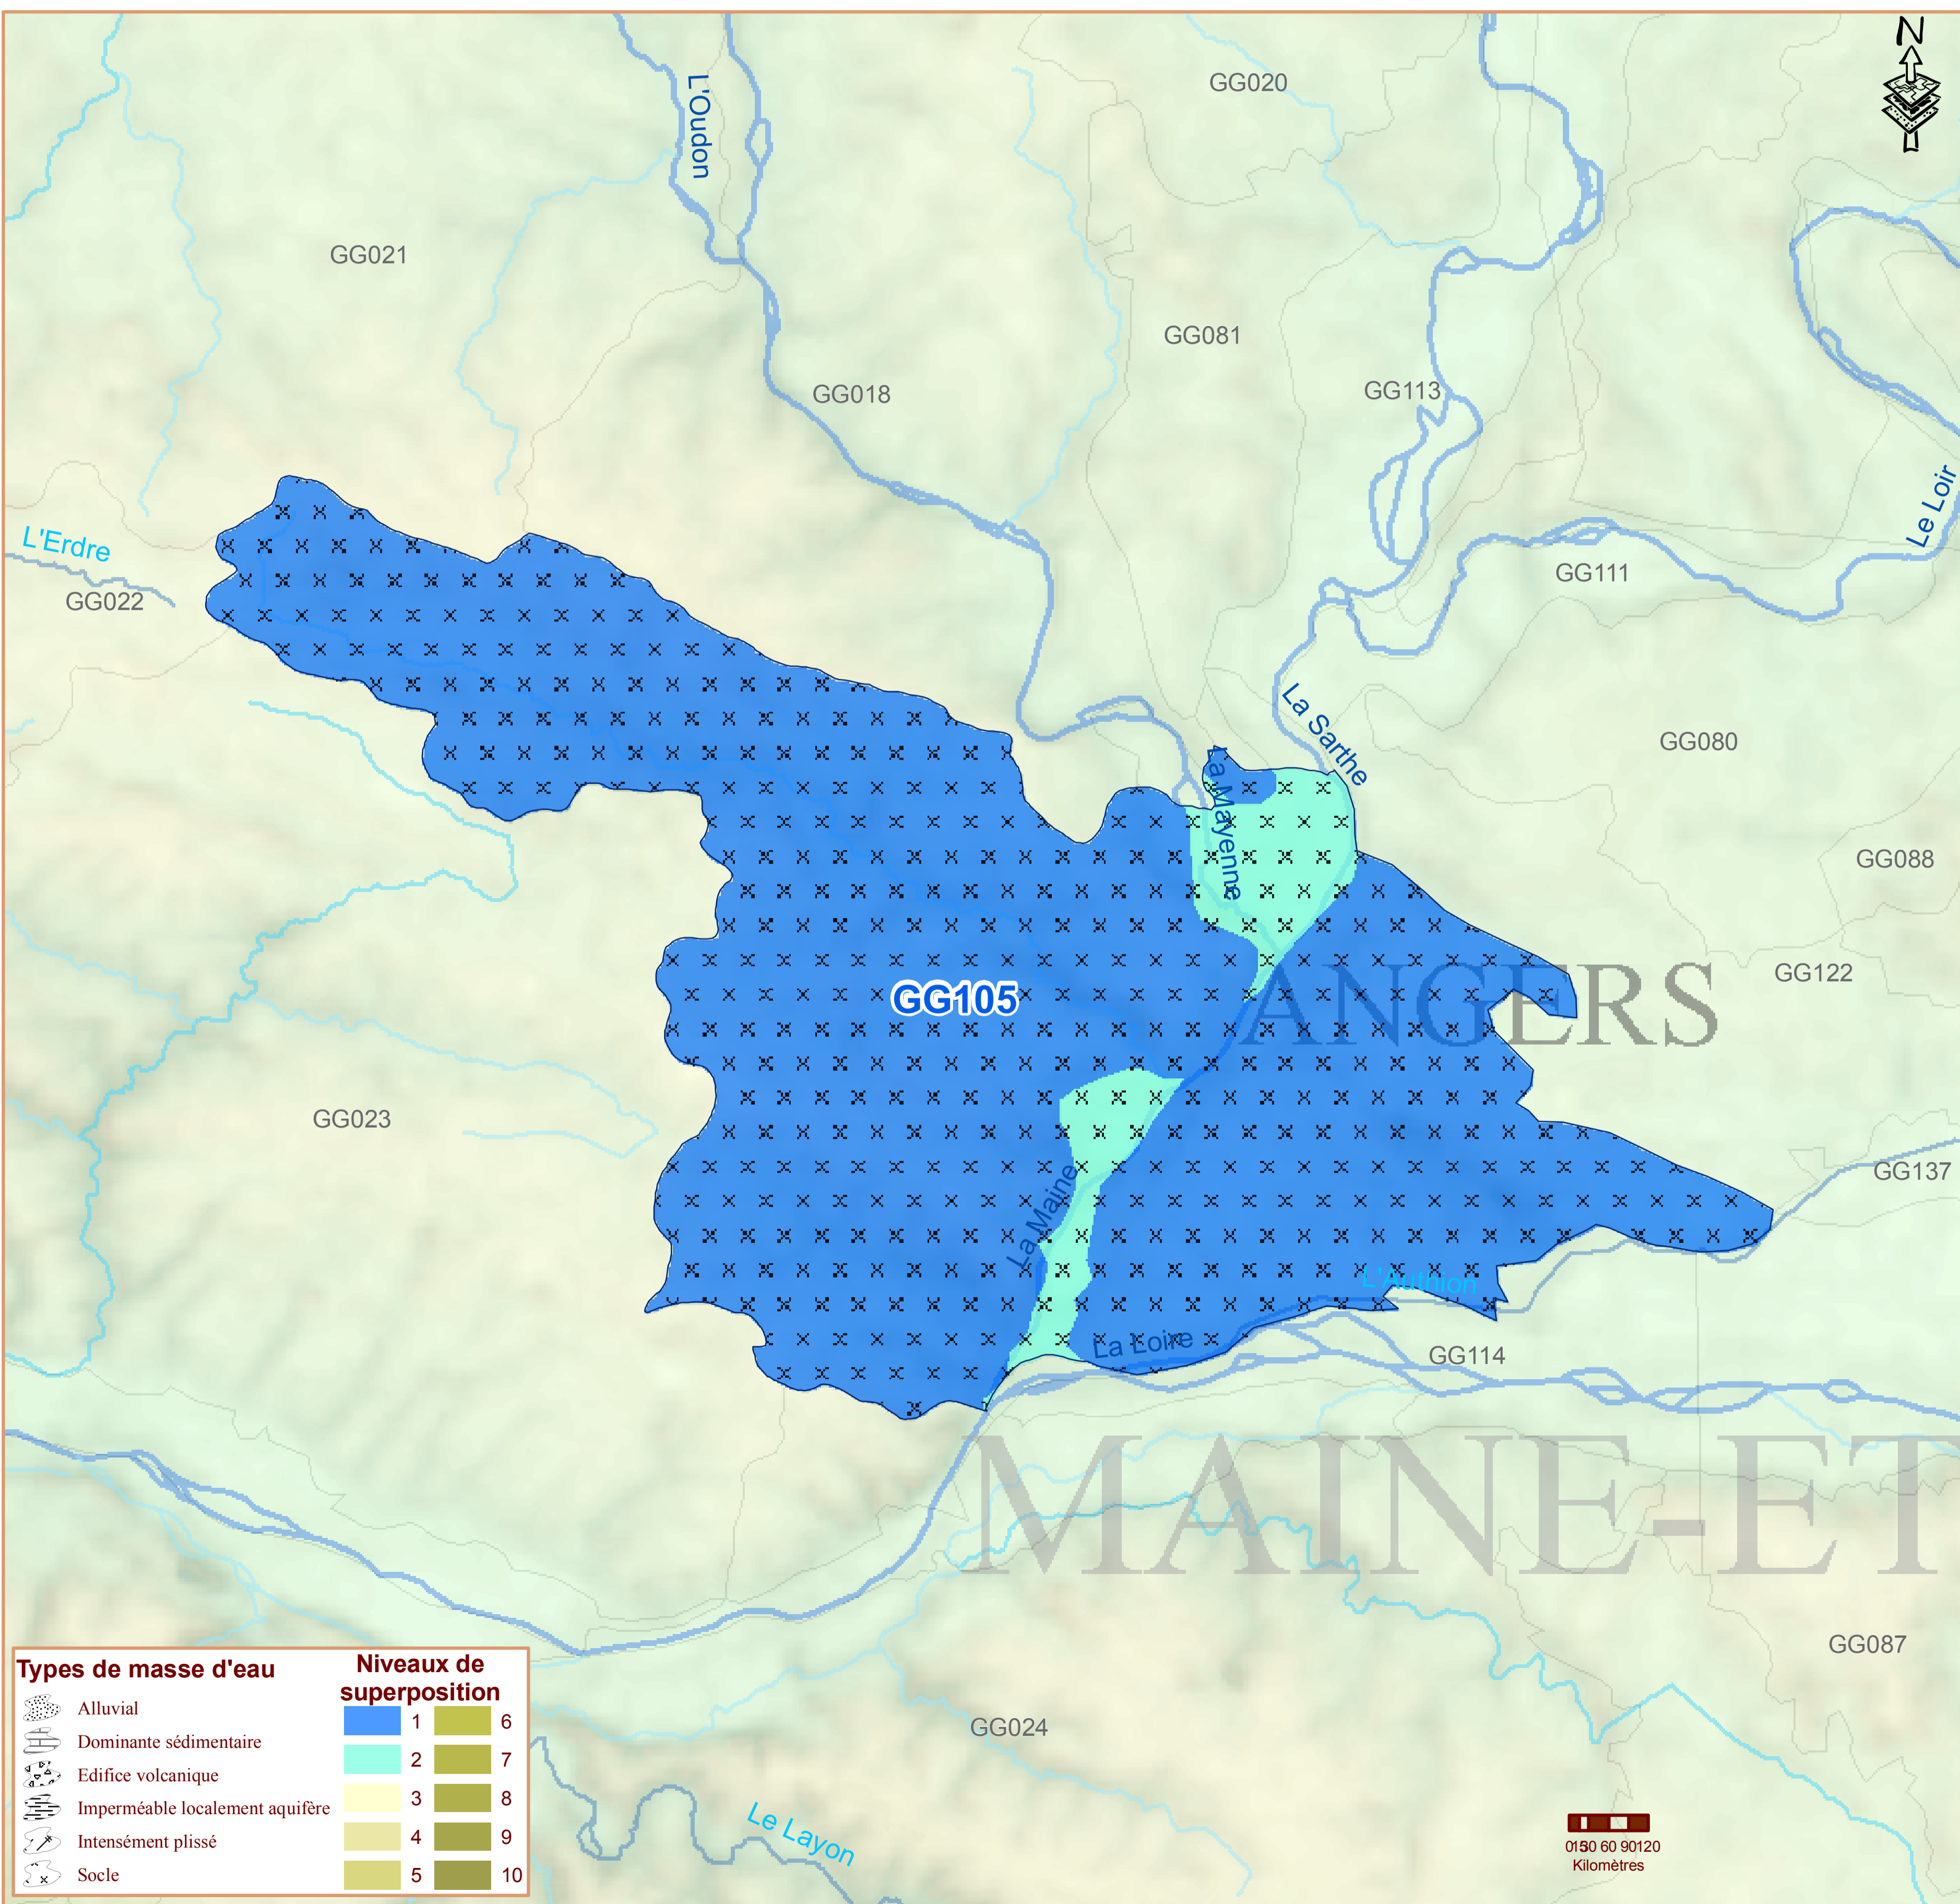 N
L'Oudon
GG020
GG021
GG081
GG018
GG113
Le Loir
L'Erdre
GG022
GG111
La Sarthe
GG080
La Mayenne
GG088
GG105
ANGERS
GG122
GG023
La Maine
GG137
L'Authion
La Loire
GG114
MAINE-ET
GG087
GG024
Le Layon
Types de masse d'eau
Alluvial
Dominante sédimentaire
Edifice volcanique
Imperméable localement aquifère
Intensément plissé
Socle
Niveaux de
superposition
1 6
2 7
3 8
4 9
5 10
01530 60 90120
Kilomètres